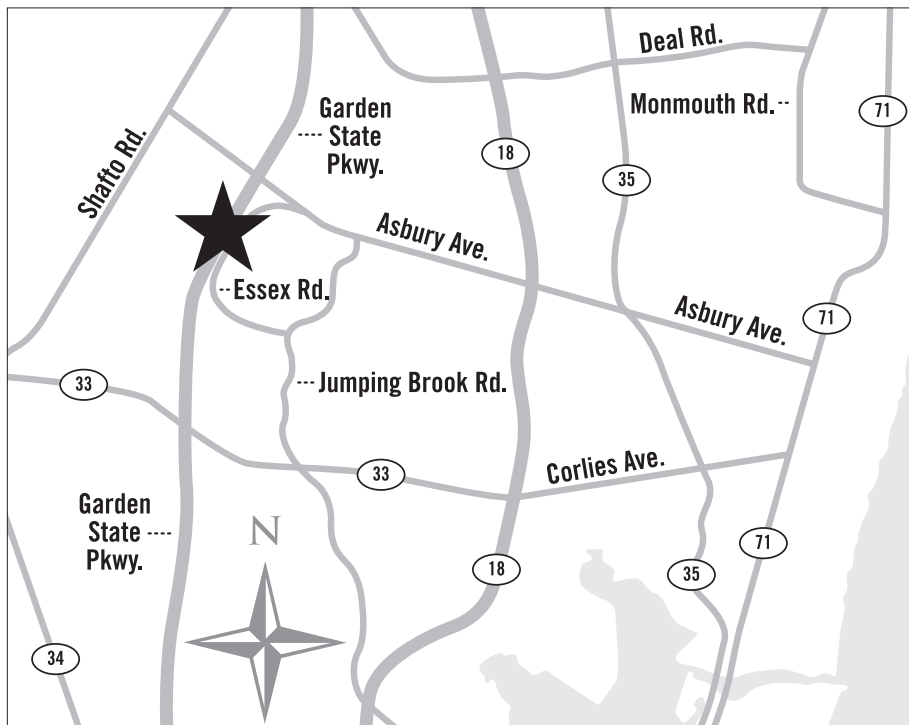 Deal Rd.
Monmouth Rd.
71
Garden
State
Pkwy.
18
Shafto Rd.
35
Asbury Ave.
Essex Rd.
Asbury Ave.
71
33
Jumping Brook Rd.
33
Corlies Ave.
Garden
State
Pkwy.
N
71
18
35
34